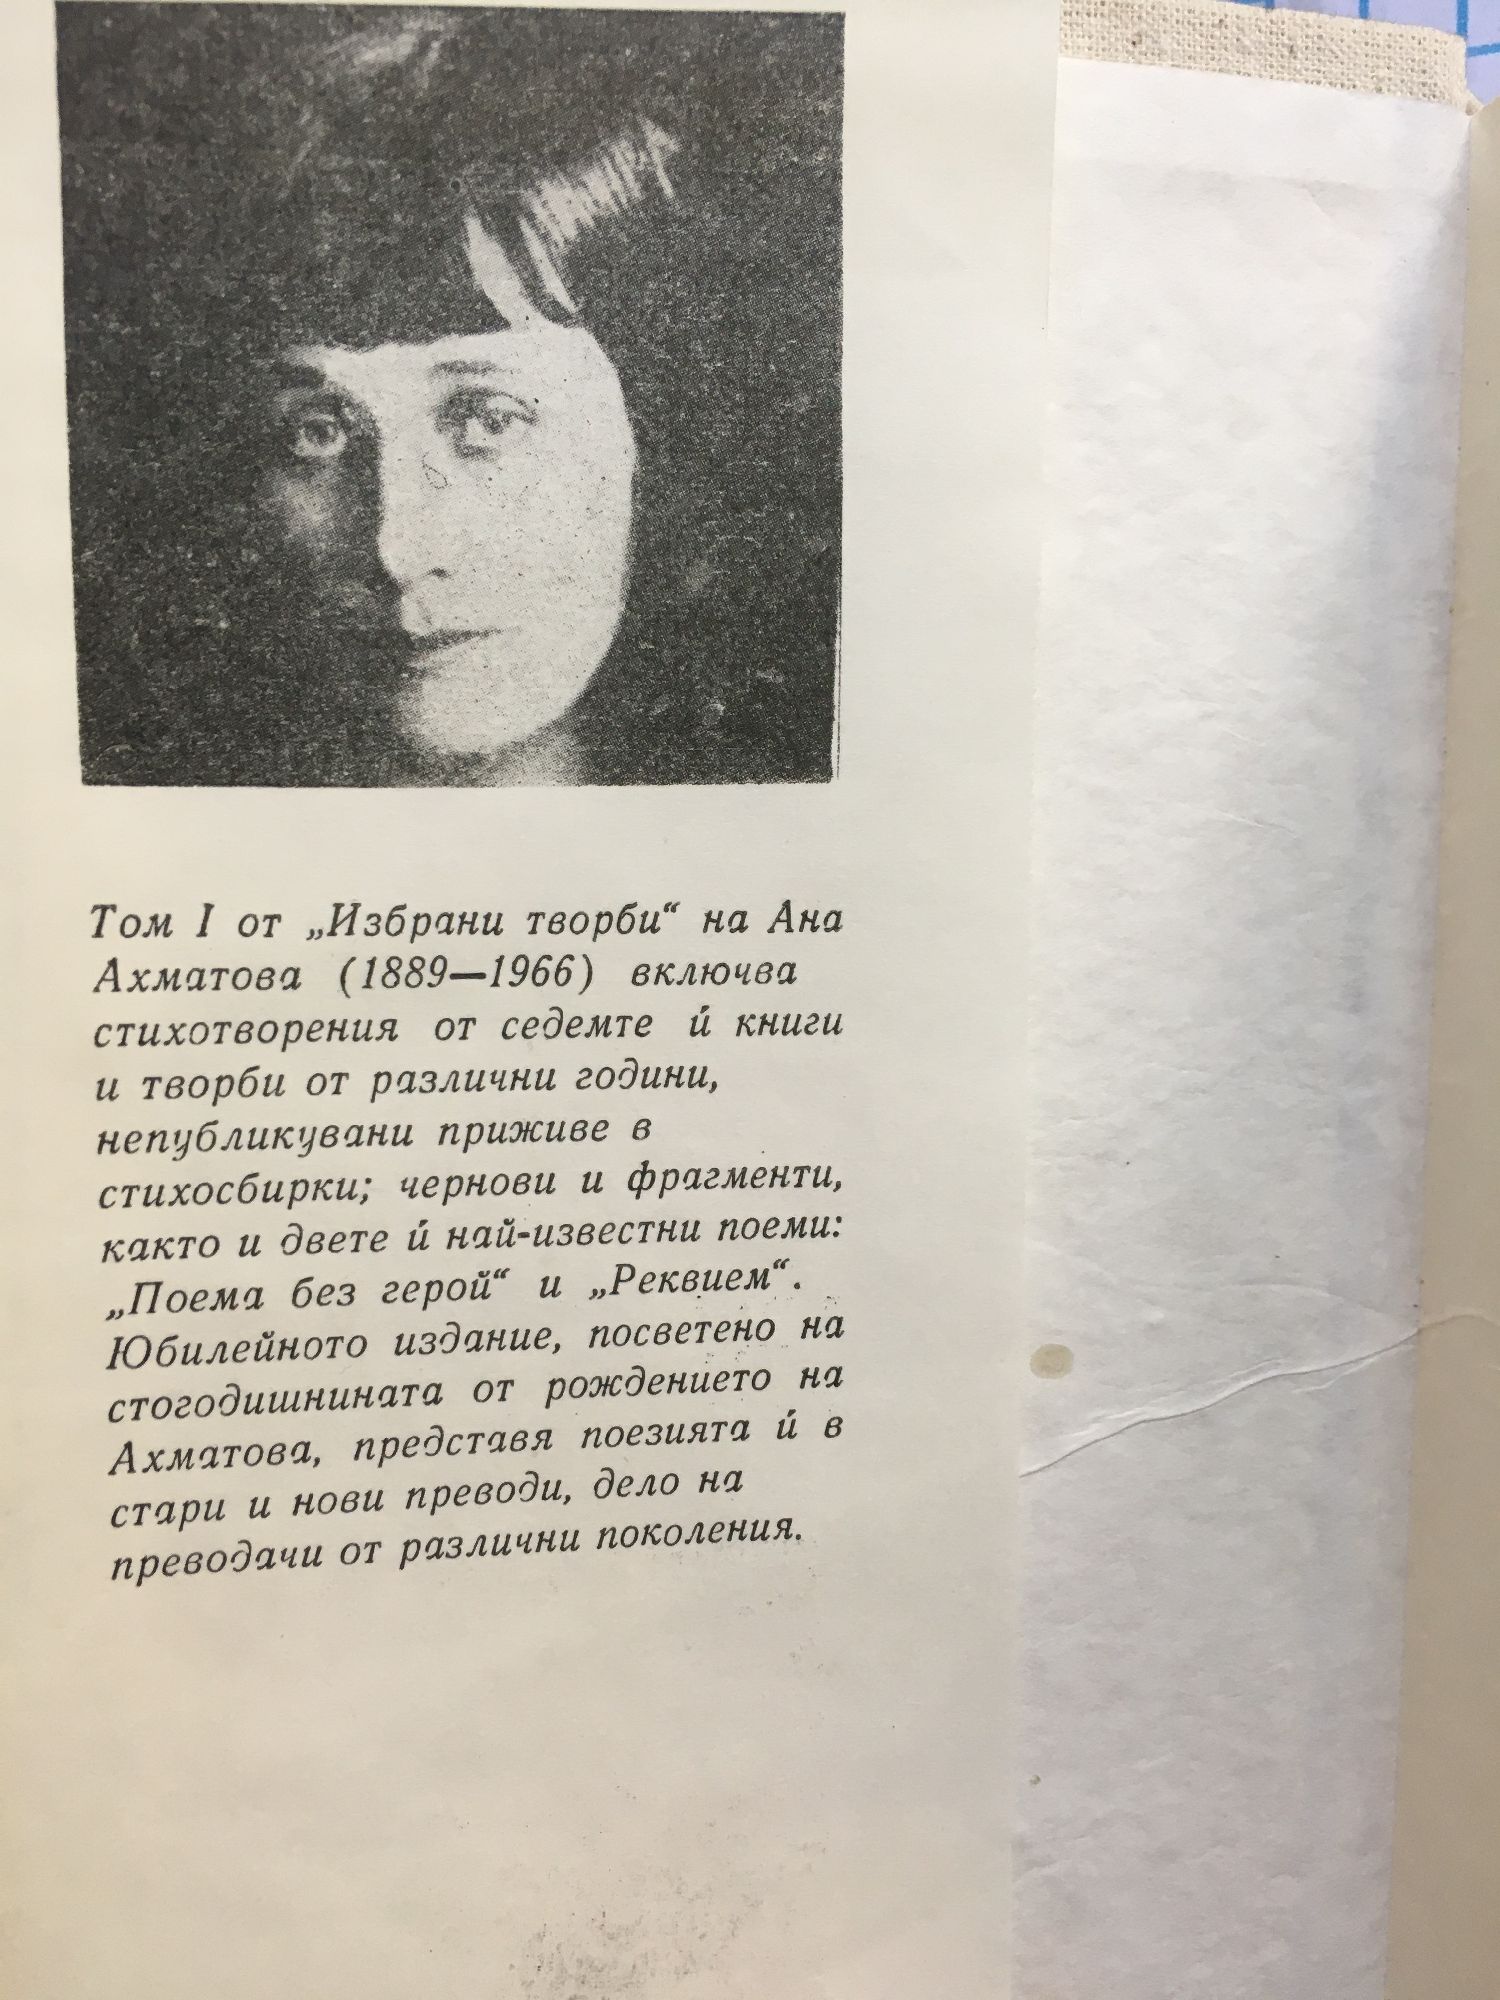 Том I от „Избрани творби“ на Ана
Ахматова (1889—1966) включва
стихотворения от седемте ѝ книги
и творби от различни години,
непубликувани приживе в
стихосбирки; чернови и фрагменти,
както и двете ѝ най-известни поеми:
„Поема без герой“ и „Реквием“.
Юбилейното издание, посветено на
стогодишнината от рождението на
Ахматова, представя поезията ѝ в
стари и нови преводи, дело на
преводачи от различни поколения.